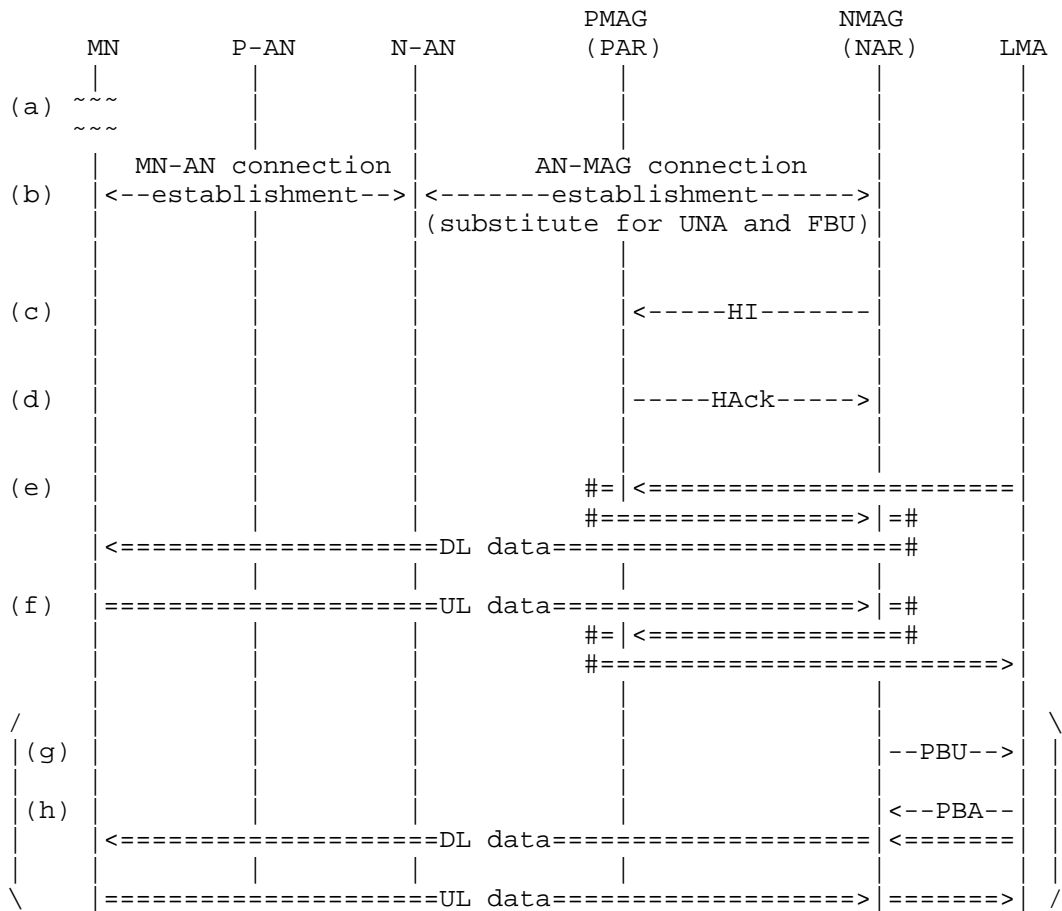 PMAG NMAG
MN P-AN N-AN (PAR) (NAR) LMA
(a) ~~~
~~~
MN-AN connection AN-MAG connection
(b) |<--establishment-->|<-------establishment------>|
(substitute for UNA and FBU)
(c) |<-----HI-------|
(d) |-----HAck----->|
(e) #=|<=======================|
#================>|=#
|<====================DL data======================#
(f) |=====================UL data===================>|=#
#=|<================#
#=========================>|
/ \
|(g) |--PBU-->| |
|(h) |<--PBA--| |
|<====================DL data====================|<=======| |
\ |=====================UL data===================>|=======>| /